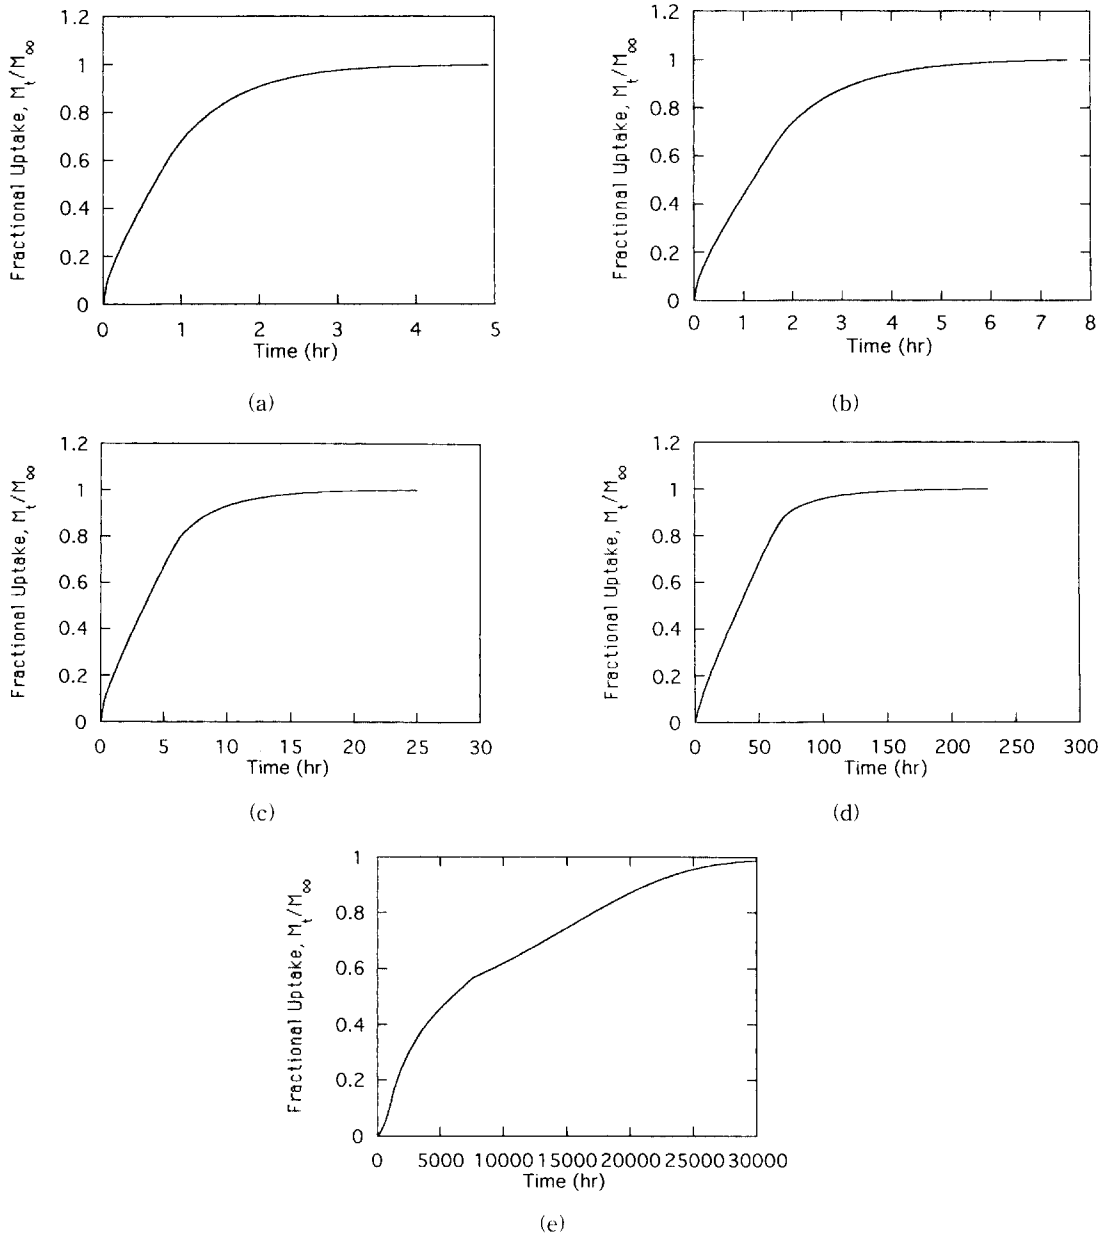 1.2
1
0.8
0.6
0.4
0.2
0
Fractional Uptake, M_t/M_∞
0 1 2 3 4 5
Time (hr)
(a)
1.2
1
0.8
0.6
0.4
0.2
0
Fractional Uptake, M_t/M_∞
0 1 2 3 4 5 6 7 8
Time (hr)
(b)
1.2
1
0.8
0.6
0.4
0.2
0
Fractional Uptake, M_t/M_∞
0 5 10 15 20 25 30
Time (hr)
(c)
1.2
1
0.8
0.6
0.4
0.2
0
Fractional Uptake, M_t/M_∞
0 50 100 150 200 250 300
Time (hr)
(d)
1
0.8
0.6
0.4
0.2
0
Fractional Uptake, M_t/M_∞
0 5000 10000 15000 20000 25000 30000
Time (hr)
(e)